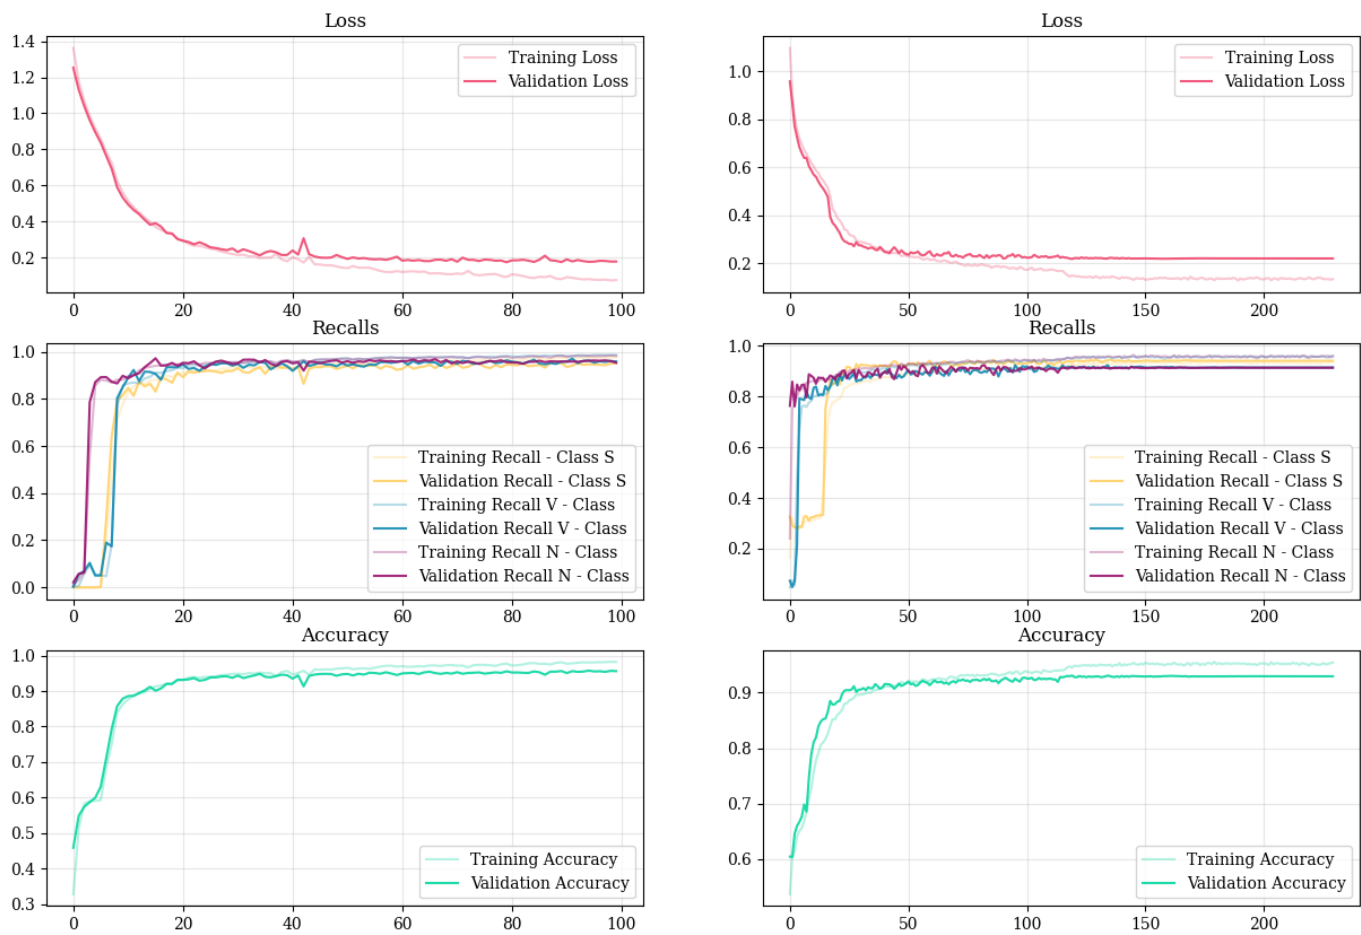 Loss
1.4
1.2
1.0
0.8
0.6
0.4
0.2
Training Loss
Validation Loss
0 20 40 60 80 100
Recalls
1.0
0.8
0.6
0.4
0.2
0.0
Training Recall - Class S
Validation Recall - Class S
Training Recall V - Class
Validation Recall V - Class
Training Recall N - Class
Validation Recall N - Class
0 20 40 60 80 100
Accuracy
1.0
0.9
0.8
0.7
0.6
0.5
0.4
0.3
Training Accuracy
Validation Accuracy
0 20 40 60 80 100
Loss
1.0
0.8
0.6
0.4
0.2
Training Loss
Validation Loss
0 50 100 150 200
Recalls
1.0
0.8
0.6
0.4
0.2
Training Recall - Class S
Validation Recall - Class S
Training Recall V - Class
Validation Recall V - Class
Training Recall N - Class
Validation Recall N - Class
0 50 100 150 200
Accuracy
0.9
0.8
0.7
0.6
Training Accuracy
Validation Accuracy
0 50 100 150 200